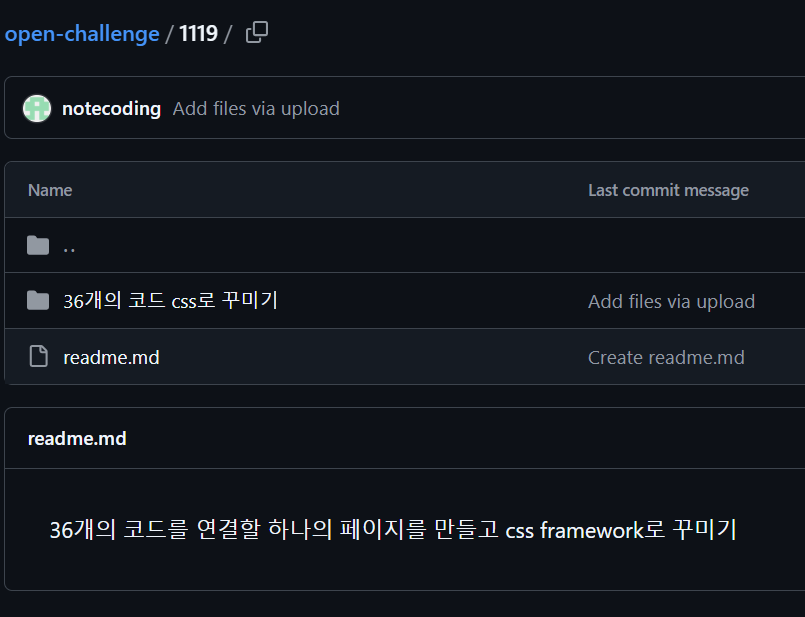 open-challenge / 1119 /
notecoding Add files via upload
Name Last commit message
..
36개의 코드 css로 꾸미기 Add files via upload
readme.md Create readme.md
readme.md
36개의 코드를 연결할 하나의 페이지를 만들고 css framework로 꾸미기